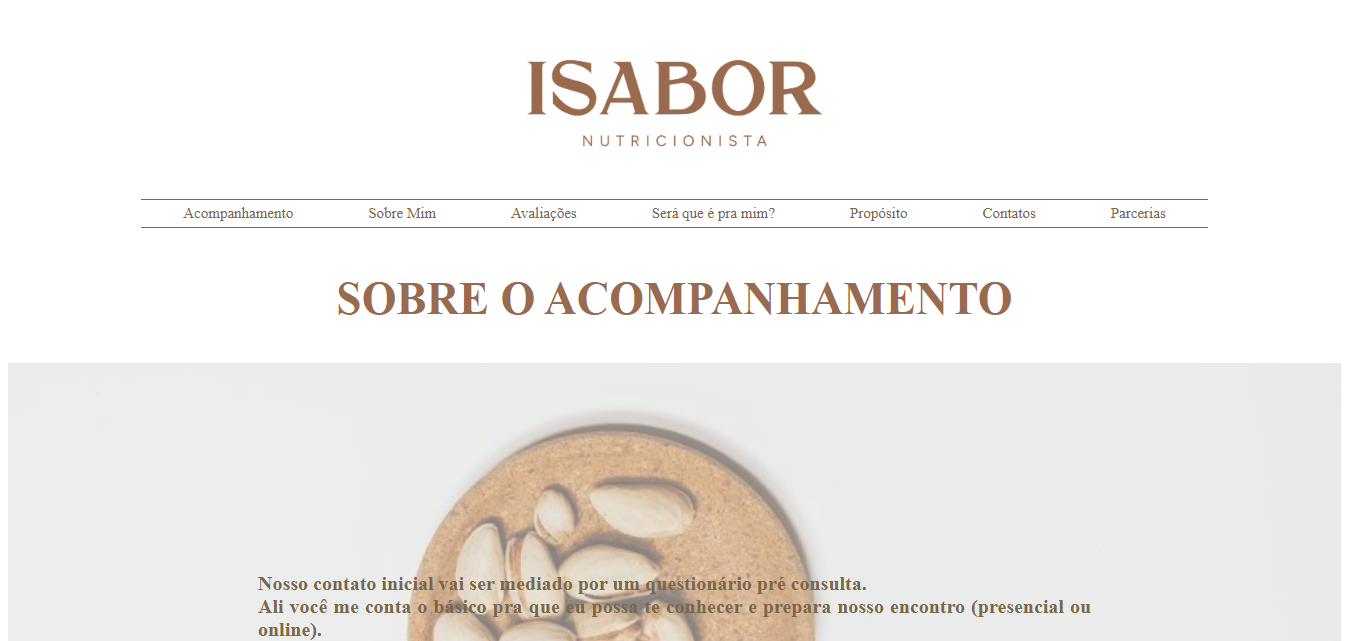 ISABOR
NUTRICIONISTA
Acompanhamento Sobre Mim Avaliações Será que é pra mim? Propósito Contatos Parcerias
SOBRE O ACOMPANHAMENTO
Nosso contato inicial vai ser mediado por um questionário pré consulta.
Ali você me conta o básico pra que eu possa te conhecer e prepara nosso encontro (presencial ou
online).